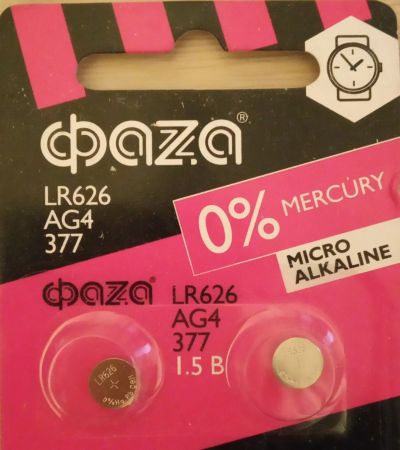 фаzа®
LR626
AG4
377
0% MERCURY
MICRO
ALKALINE
фаzа
LR626
AG4
377
1.5 В
LR626